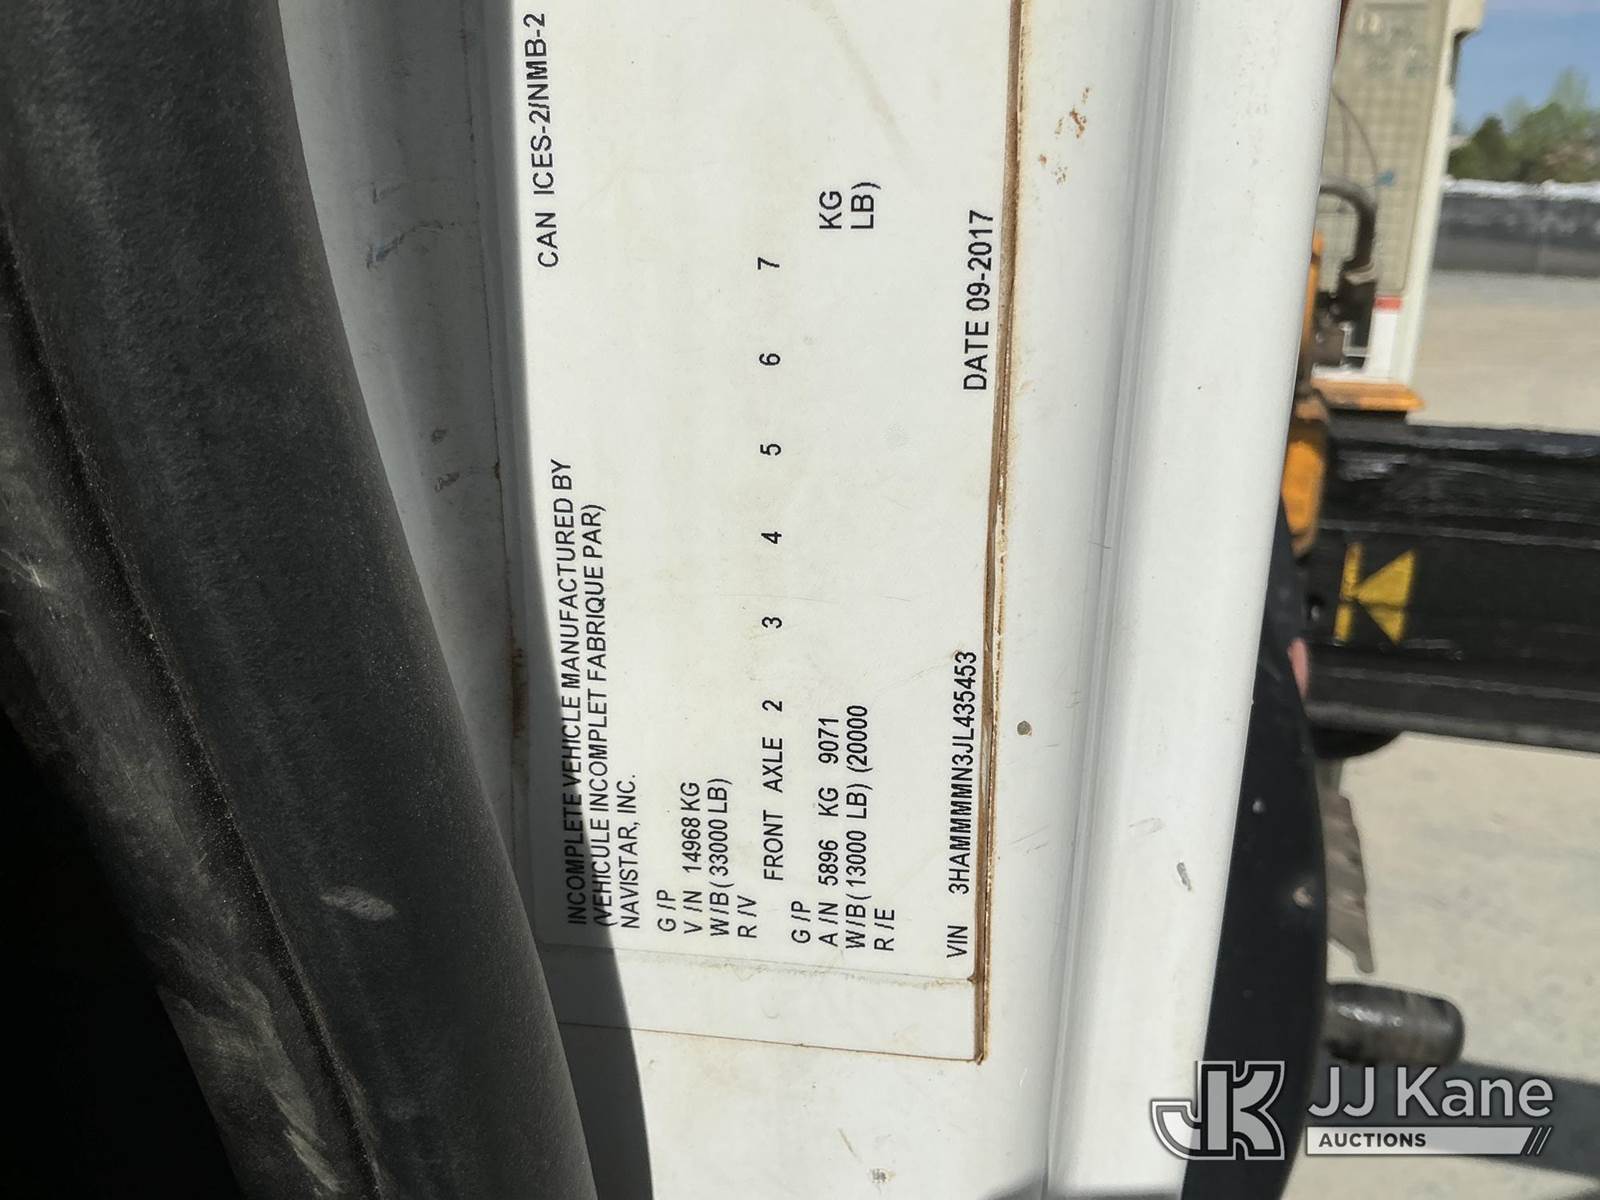 CAN ICES-2/NMB-2
INCOMPLETE VEHICLE MANUFACTURED BY
(VEHICULE INCOMPLET FABRIQUE PAR)
NAVISTAR, INC.
G/P
V/N 14968 KG
W/B (33000 LB)
R/V
FRONT AXLE 2 3 4 5 6 7
G/P
A/N 5896 KG 9071 KG
W/B (13000 LB) (20000 LB)
R/E
DATE 09-2017
VIN 3HAMMMMN3JL435453
JK JJ Kane
AUCTIONS